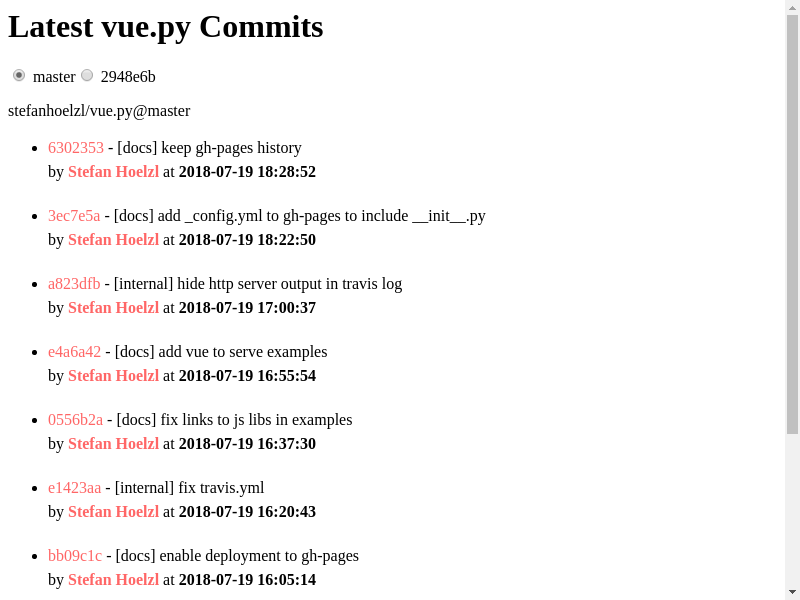 Latest vue.py Commits
master 2948e6b
stefanhoelzl/vue.py@master
6302353 - [docs] keep gh-pages history
by Stefan Hoelzl at 2018-07-19 18:28:52
3ec7e5a - [docs] add _config.yml to gh-pages to include __init__.py
by Stefan Hoelzl at 2018-07-19 18:22:50
a823dfb - [internal] hide http server output in travis log
by Stefan Hoelzl at 2018-07-19 17:00:37
e4a6a42 - [docs] add vue to serve examples
by Stefan Hoelzl at 2018-07-19 16:55:54
0556b2a - [docs] fix links to js libs in examples
by Stefan Hoelzl at 2018-07-19 16:37:30
e1423aa - [internal] fix travis.yml
by Stefan Hoelzl at 2018-07-19 16:20:43
bb09c1c - [docs] enable deployment to gh-pages
by Stefan Hoelzl at 2018-07-19 16:05:14